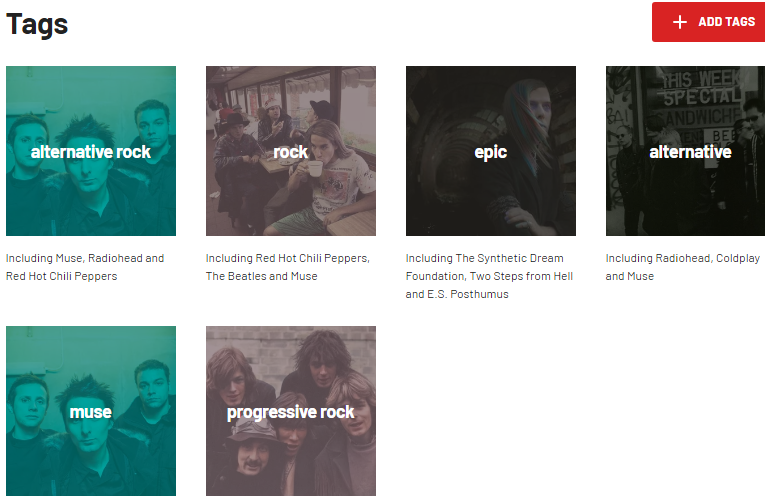 Tags
ADD TAGS
alternative rock
rock
epic
THIS WEEK
SPECIAL
SANDWICHE
BEE
alternative
Including Muse, Radiohead and
Red Hot Chili Peppers
Including Red Hot Chili Peppers,
The Beatles and Muse
Including The Synthetic Dream
Foundation, Two Steps from Hell
and E.S. Posthumus
Including Radiohead, Coldplay
and Muse
muse
progressive rock